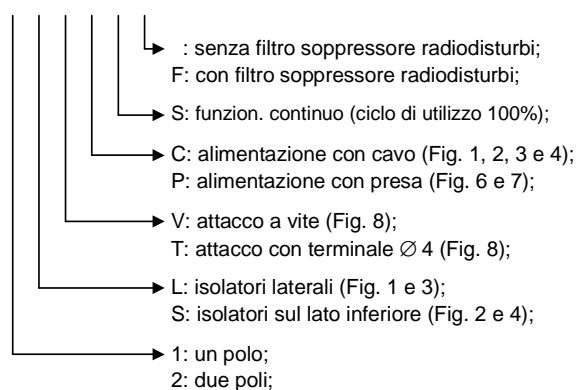 : senza filtro soppressore radiodisturbi;
F: con filtro soppressore radiodisturbi;
S: funzion. continuo (ciclo di utilizzo 100%);
C: alimentazione con cavo (Fig. 1, 2, 3 e 4);
P: alimentazione con presa (Fig. 6 e 7);
V: attacco a vite (Fig. 8);
T: attacco con terminale ∅ 4 (Fig. 8);
L: isolatori laterali (Fig. 1 e 3);
S: isolatori sul lato inferiore (Fig. 2 e 4);
1: un polo;
2: due poli;